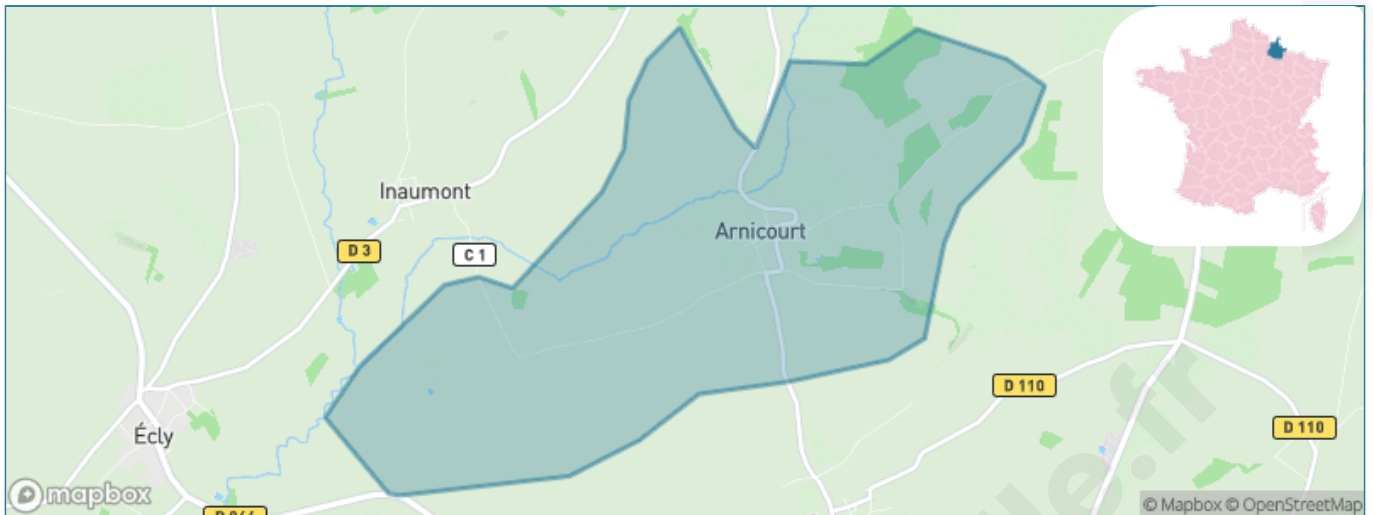 Inaumont
D 3
C 1
Arnicourt
D 110
D 110
Écly
mapbox
© Mapbox © OpenStreetMap